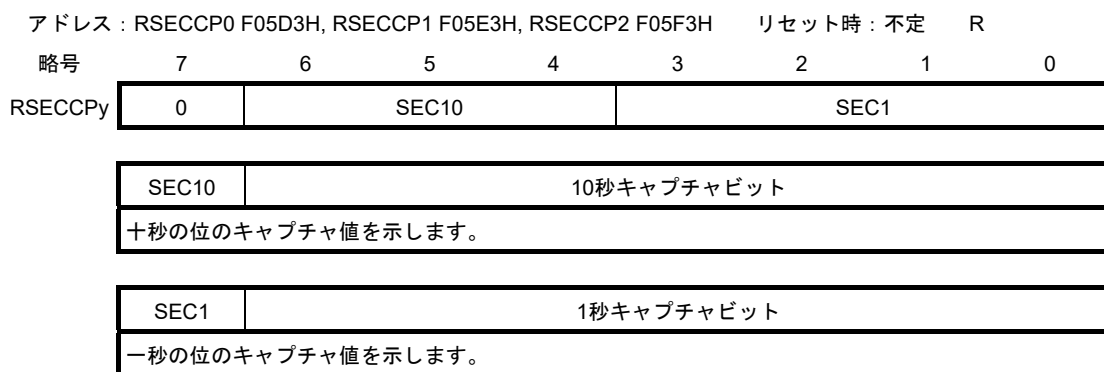 アドレス：RSECCP0 F05D3H, RSECCP1 F05E3H, RSECCP2 F05F3H リセット時：不定 R
略号 7 6 5 4 3 2 1 0
RSECCPy 0 SEC10 SEC1
SEC10 10秒キャプチャビット
十秒の位のキャプチャ値を示します。
SEC1 1秒キャプチャビット
一秒の位のキャプチャ値を示します。